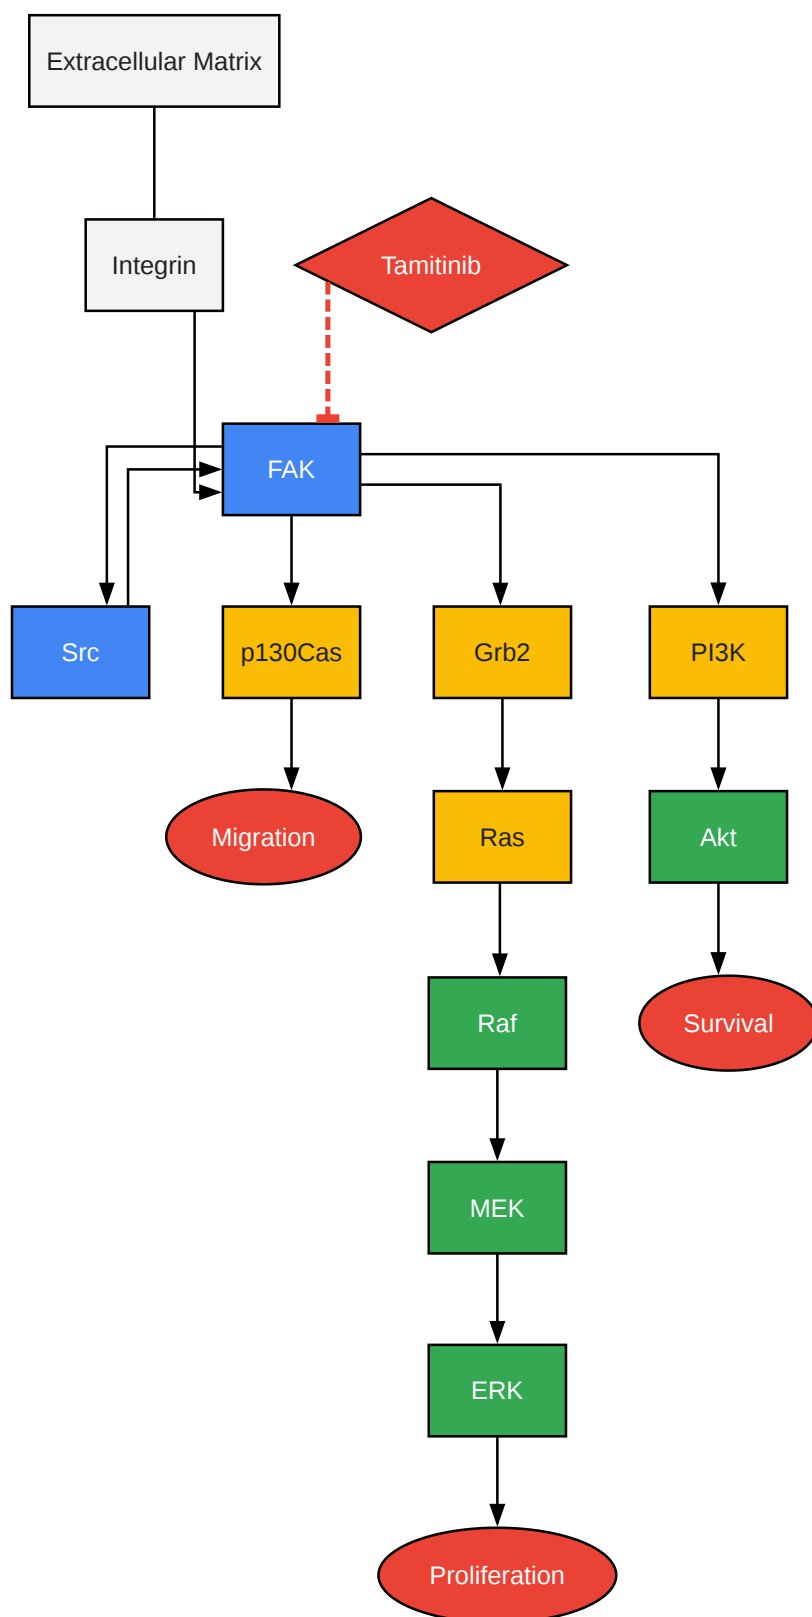 Extracellular Matrix
Integrin
Tamitinib
FAK
Src
p130Cas
Grb2
PI3K
Migration
Ras
Akt
Raf
Survival
MEK
ERK
Proliferation